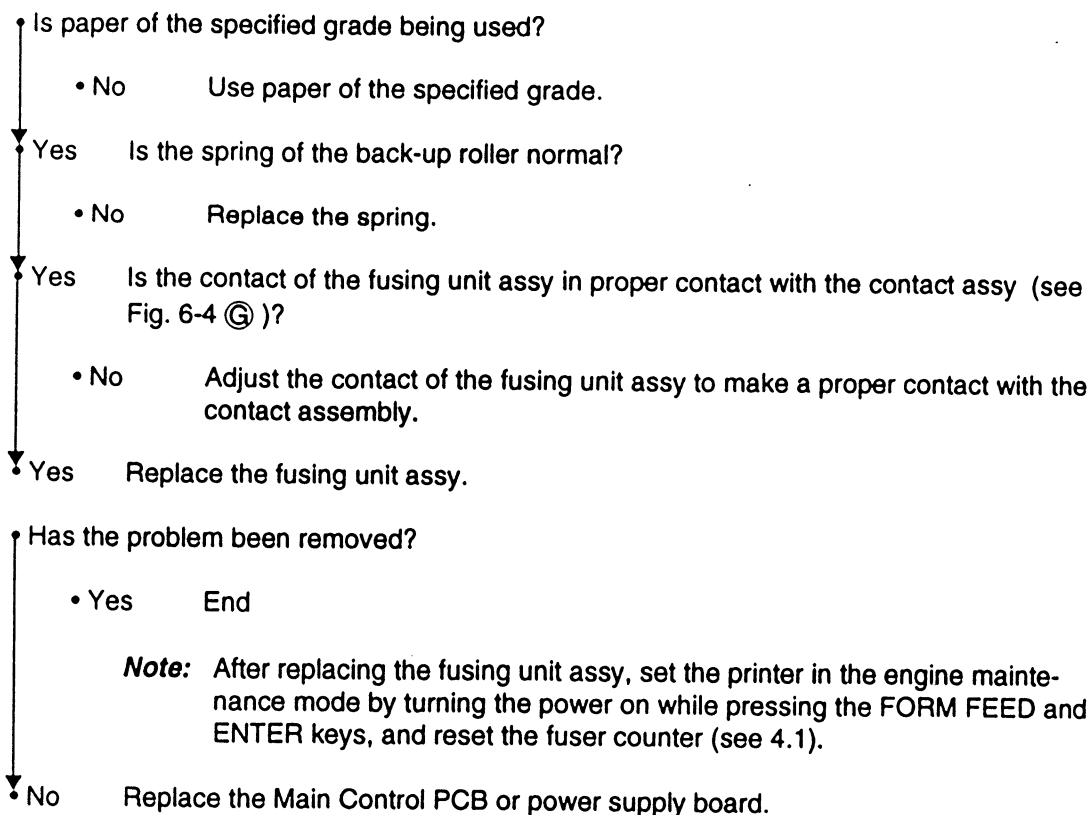 • Is paper of the specified grade being used?
• No Use paper of the specified grade.
• Yes Is the spring of the back-up roller normal?
• No Replace the spring.
• Yes Is the contact of the fusing unit assy in proper contact with the contact assy (see
Fig. 6-4 Ⓖ )?
• No Adjust the contact of the fusing unit assy to make a proper contact with the
contact assembly.
• Yes Replace the fusing unit assy.
• Has the problem been removed?
• Yes End
Note: After replacing the fusing unit assy, set the printer in the engine mainte-
nance mode by turning the power on while pressing the FORM FEED and
ENTER keys, and reset the fuser counter (see 4.1).
• No Replace the Main Control PCB or power supply board.